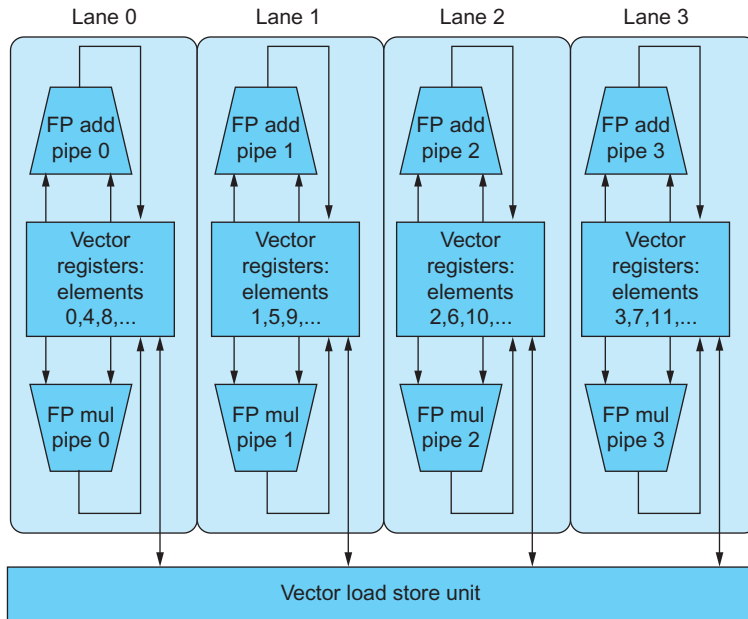 Lane 0
Lane 1
Lane 2
Lane 3
FP add
pipe 0
FP add
pipe 1
FP add
pipe 2
FP add
pipe 3
Vector
registers:
elements
0,4,8,...
Vector
registers:
elements
1,5,9,...
Vector
registers:
elements
2,6,10,...
Vector
registers:
elements
3,7,11,...
FP mul
pipe 0
FP mul
pipe 1
FP mul
pipe 2
FP mul
pipe 3
Vector load store unit